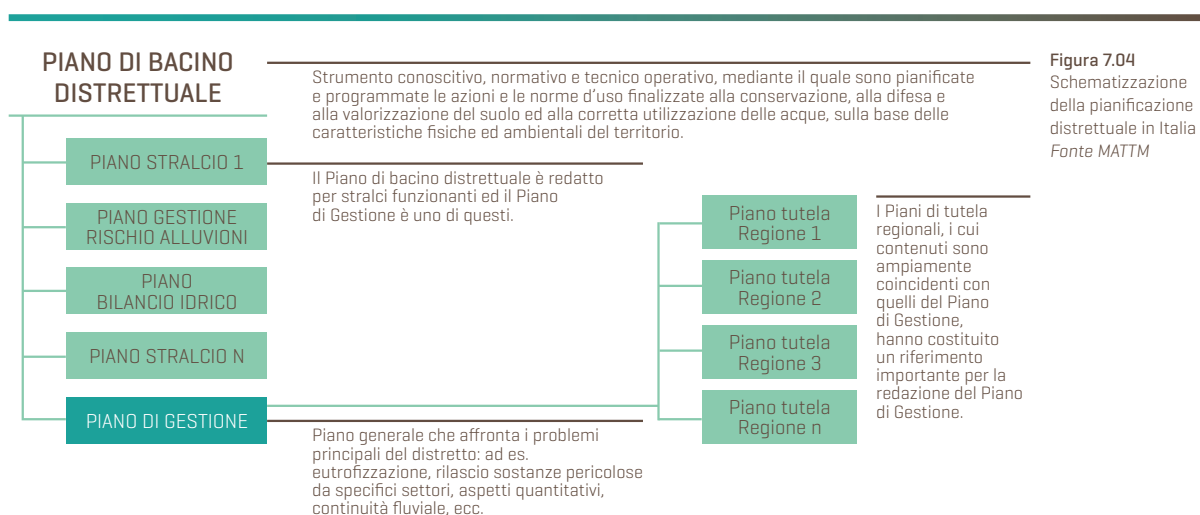 PIANO DI BACINO
DISTRETTUALE
Strumento conoscitivo, normativo e tecnico operativo, mediante il quale sono pianificate
e programmate le azioni e le norme d'uso finalizzate alla conservazione, alla difesa e
alla valorizzazione del suolo ed alla corretta utilizzazione delle acque, sulla base delle
caratteristiche fisiche ed ambientali del territorio.
Figura 7.04
Schematizzazione
della pianificazione
distrettuale in Italia
Fonte MATTM
PIANO STRALCIO 1
Il Piano di bacino distrettuale è redatto
per stralci funzionanti ed il Piano
di Gestione è uno di questi.
PIANO GESTIONE
RISCHIO ALLUVIONI
PIANO
BILANCIO IDRICO
PIANO STRALCIO N
PIANO DI GESTIONE
Piano generale che affronta i problemi
principali del distretto: ad es.
eutrofizzazione, rilascio sostanze pericolose
da specifici settori, aspetti quantitativi,
continuità fluviale, ecc.
Piano tutela
Regione 1
Piano tutela
Regione 2
Piano tutela
Regione 3
Piano tutela
Regione n
I Piani di tutela
regionali, i cui
contenuti sono
ampiamente
coincidenti con
quelli del Piano
di Gestione,
hanno costituito
un riferimento
importante per la
redazione del Piano
di Gestione.